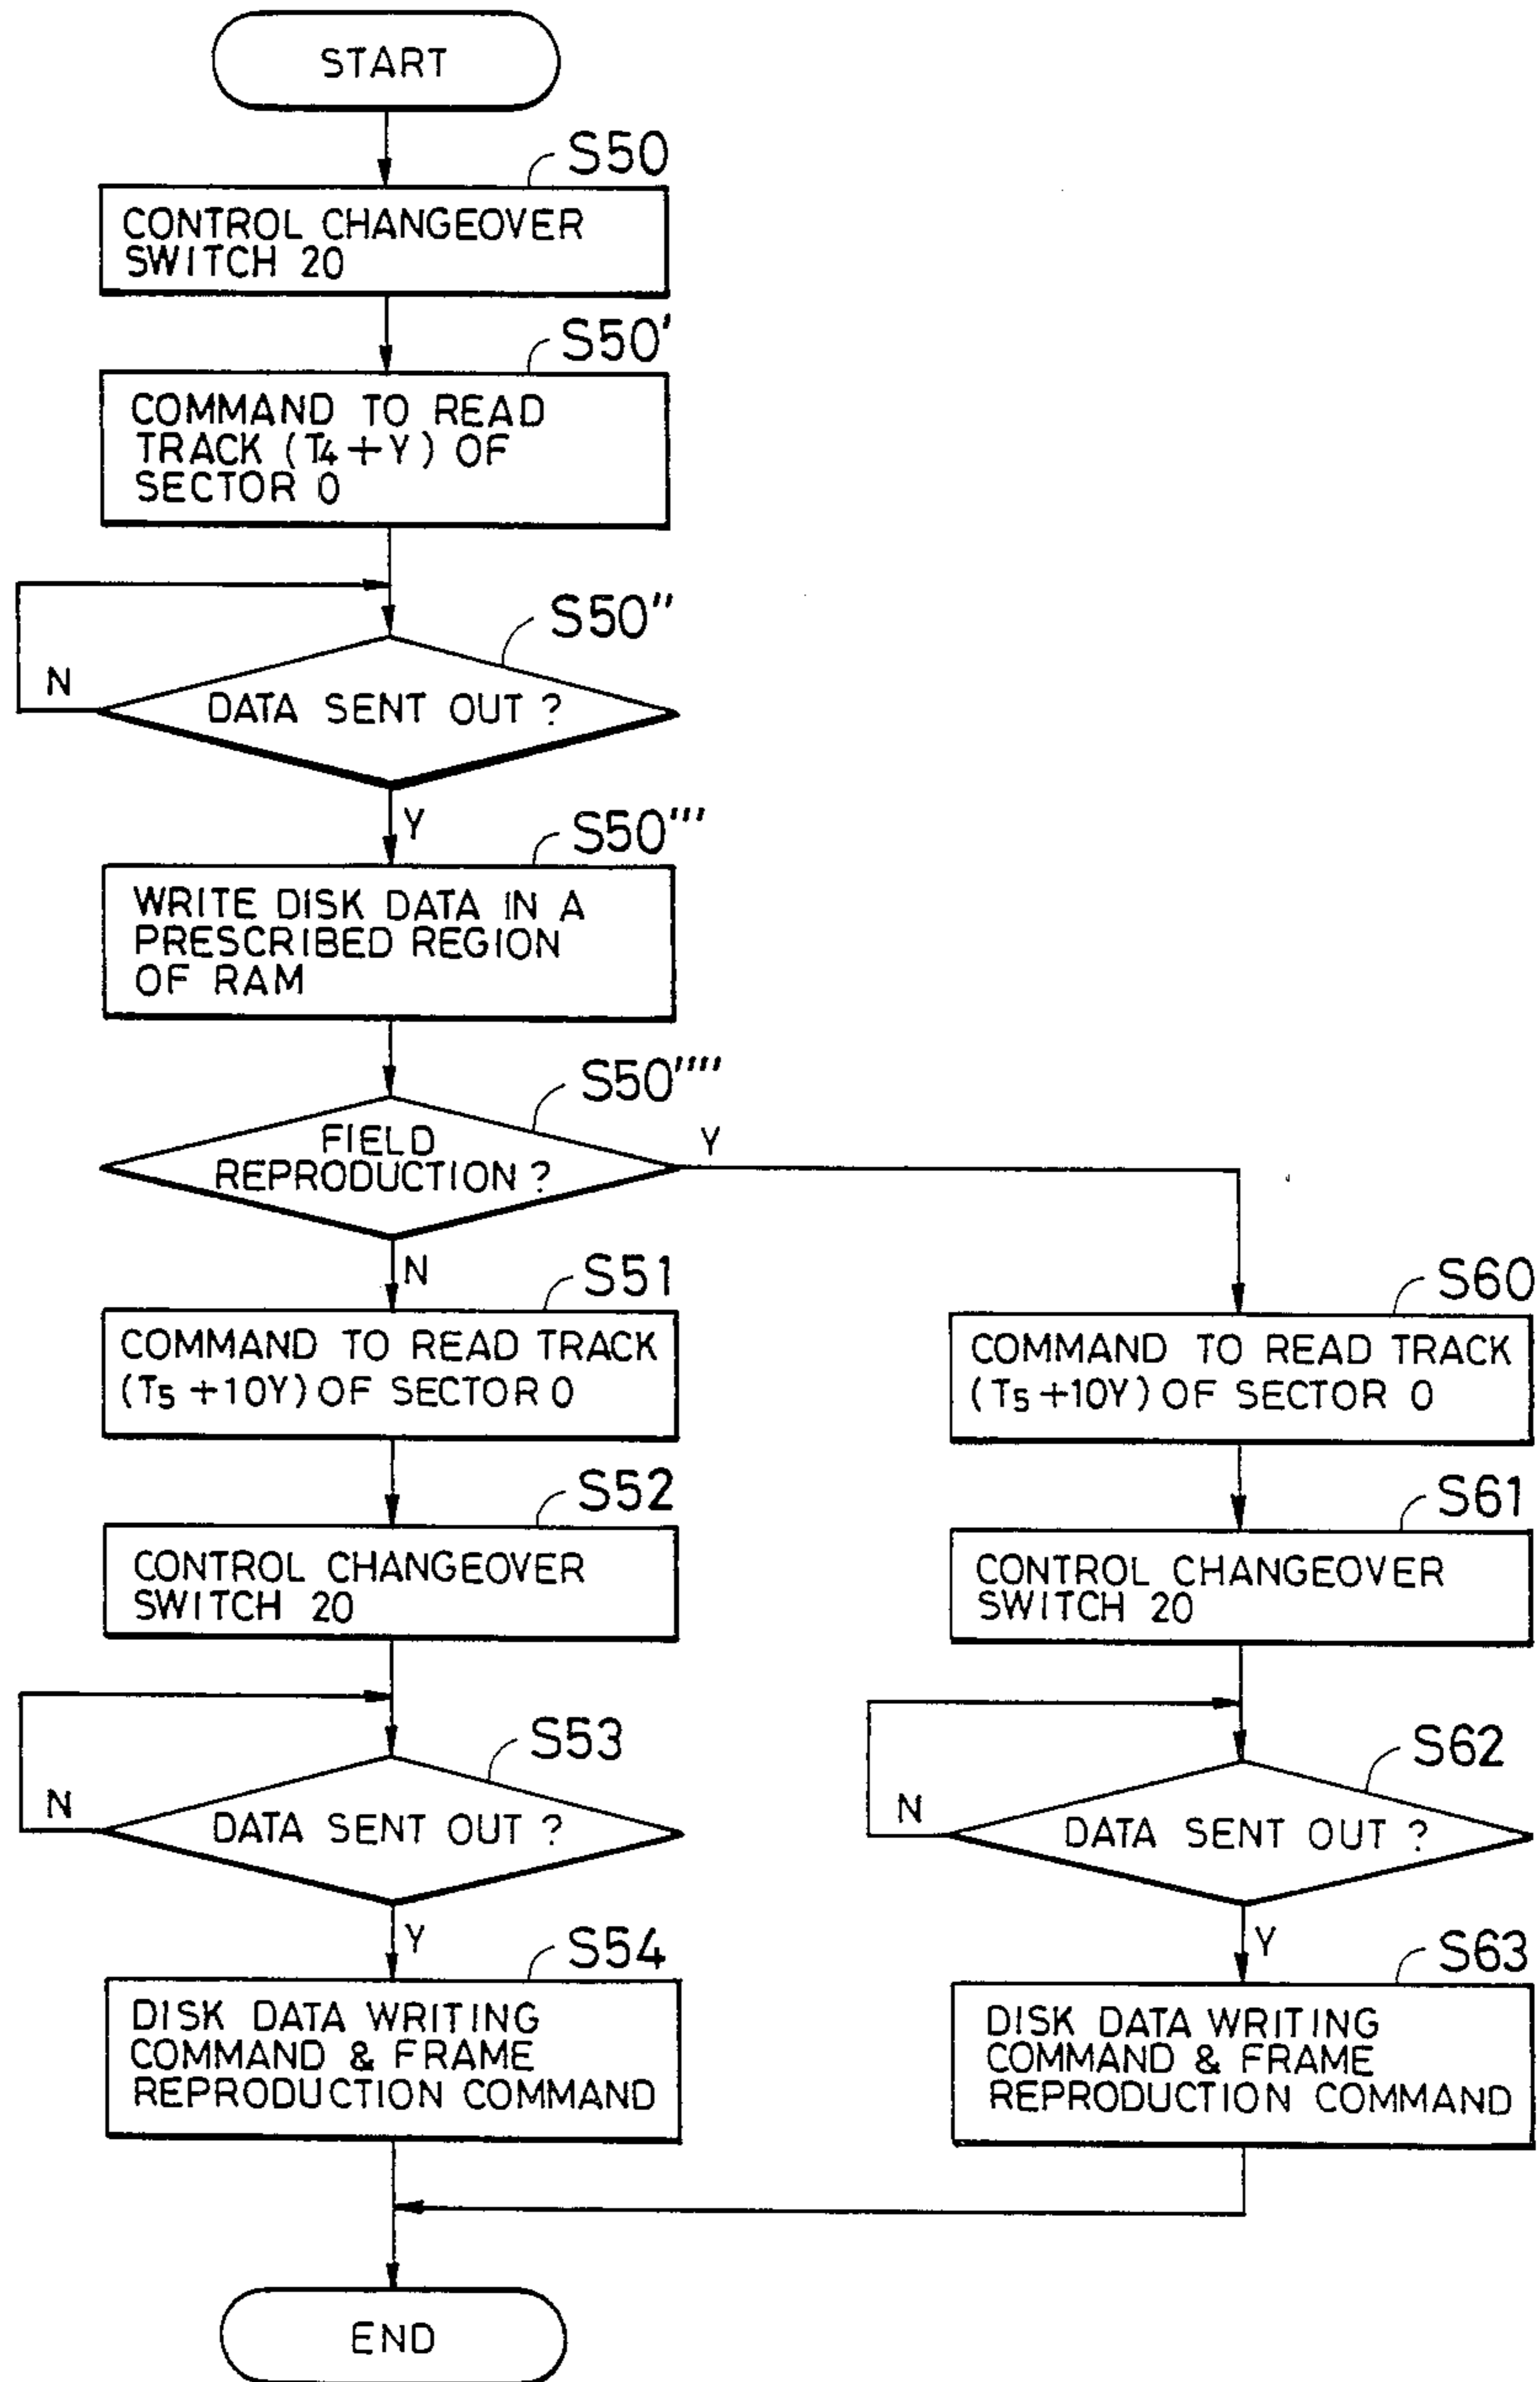 START
S50
CONTROL CHANGEOVER
SWITCH 20
S50'
COMMAND TO READ
TRACK (T4+Y) OF
SECTOR 0
S50''
N
DATA SENT OUT ?
Y
S50'''
WRITE DISK DATA IN A
PRESCRIBED REGION
OF RAM
S50''''
FIELD
REPRODUCTION ?
Y
N
S51
COMMAND TO READ TRACK
(T5 +10Y) OF SECTOR 0
S60
COMMAND TO READ TRACK
(T5 +10Y) OF SECTOR 0
S52
CONTROL CHANGEOVER
SWITCH 20
S61
CONTROL CHANGEOVER
SWITCH 20
S53
N
DATA SENT OUT ?
Y
S62
N
DATA SENT OUT ?
Y
S54
DISK DATA WRITING
COMMAND & FRAME
REPRODUCTION COMMAND
S63
DISK DATA WRITING
COMMAND & FRAME
REPRODUCTION COMMAND
END